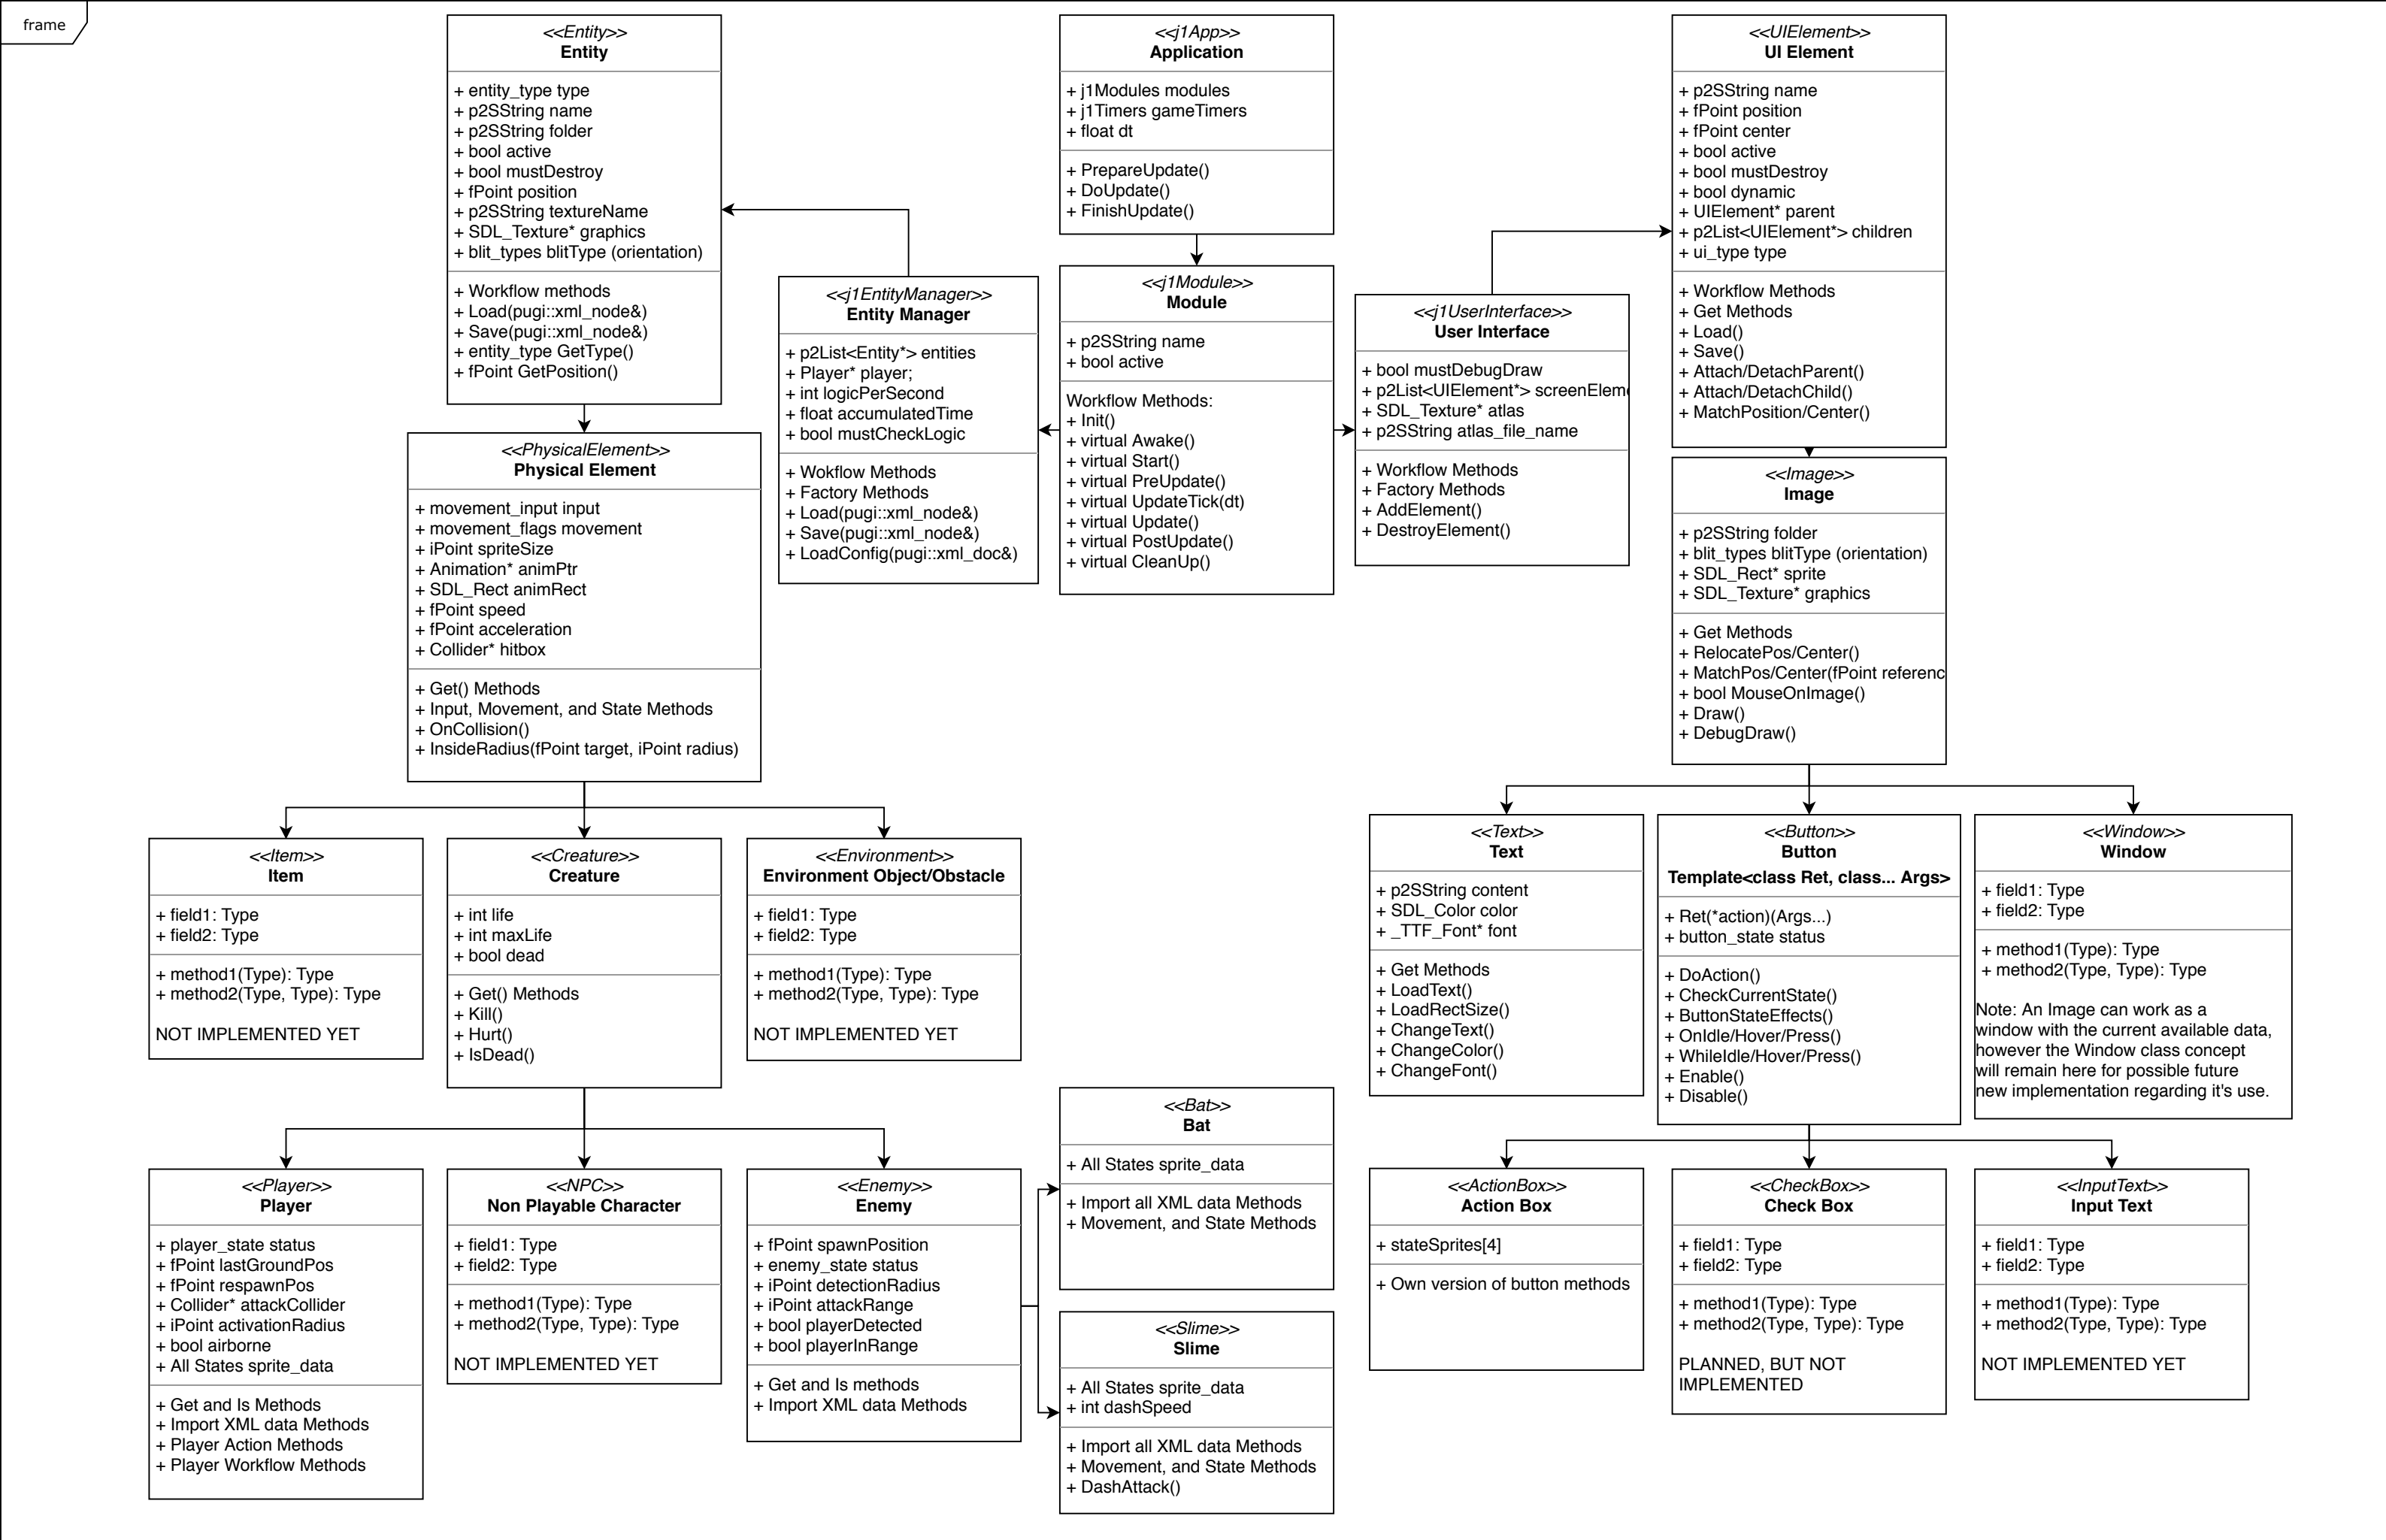 frame
<<Entity>>
Entity
+ entity_type type
+ p2SString name
+ p2SString folder
+ bool active
+ bool mustDestroy
+ fPoint position
+ p2SString textureName
+ SDL_Texture* graphics
+ blit_types blitType (orientation)
+ Workflow methods
+ Load(pugi::xml_node&)
+ Save(pugi::xml_node&)
+ entity_type GetType()
+ fPoint GetPosition()
<<j1App>>
Application
+ j1Modules modules
+ j1Timers gameTimers
+ float dt
+ PrepareUpdate()
+ DoUpdate()
+ FinishUpdate()
<<UIElement>>
UI Element
+ p2SString name
+ fPoint position
+ fPoint center
+ bool active
+ bool mustDestroy
+ bool dynamic
+ UIElement* parent
+ p2List<UIElement*> children
+ ui_type type
+ Workflow Methods
+ Get Methods
+ Load()
+ Save()
+ Attach/DetachParent()
+ Attach/DetachChild()
+ MatchPosition/Center()
<<j1EntityManager>>
Entity Manager
+ p2List<Entity*> entities
+ Player* player;
+ int logicPerSecond
+ float accumulatedTime
+ bool mustCheckLogic
+ Wokflow Methods
+ Factory Methods
+ Load(pugi::xml_node&)
+ Save(pugi::xml_node&)
+ LoadConfig(pugi::xml_doc&)
<<j1Module>>
Module
+ p2SString name
+ bool active
Workflow Methods:
+ Init()
+ virtual Awake()
+ virtual Start()
+ virtual PreUpdate()
+ virtual UpdateTick(dt)
+ virtual Update()
+ virtual PostUpdate()
+ virtual CleanUp()
<<j1UserInterface>>
User Interface
+ bool mustDebugDraw
+ p2List<UIElement*> screenElem
+ SDL_Texture* atlas
+ p2SString atlas_file_name
+ Workflow Methods
+ Factory Methods
+ AddElement()
+ DestroyElement()
<<PhysicalElement>>
Physical Element
+ movement_input input
+ movement_flags movement
+ iPoint spriteSize
+ Animation* animPtr
+ SDL_Rect animRect
+ fPoint speed
+ fPoint acceleration
+ Collider* hitbox
+ Get() Methods
+ Input, Movement, and State Methods
+ OnCollision()
+ InsideRadius(fPoint target, iPoint radius)
<<Image>>
Image
+ p2SString folder
+ blit_types blitType (orientation)
+ SDL_Rect* sprite
+ SDL_Texture* graphics
+ Get Methods
+ RelocatePos/Center()
+ MatchPos/Center(fPoint referenc
+ bool MouseOnImage()
+ Draw()
+ DebugDraw()
<<Item>>
Item
+ field1: Type
+ field2: Type
+ method1(Type): Type
+ method2(Type, Type): Type
NOT IMPLEMENTED YET
<<Creature>>
Creature
+ int life
+ int maxLife
+ bool dead
+ Get() Methods
+ Kill()
+ Hurt()
+ IsDead()
<<Environment>>
Environment Object/Obstacle
+ field1: Type
+ field2: Type
+ method1(Type): Type
+ method2(Type, Type): Type
NOT IMPLEMENTED YET
<<Text>>
Text
+ p2SString content
+ SDL_Color color
+ _TTF_Font* font
+ Get Methods
+ LoadText()
+ LoadRectSize()
+ ChangeText()
+ ChangeColor()
+ ChangeFont()
<<Button>>
Button
Template<class Ret, class... Args>
+ Ret(*action)(Args...)
+ button_state status
+ DoAction()
+ CheckCurrentState()
+ ButtonStateEffects()
+ OnIdle/Hover/Press()
+ WhileIdle/Hover/Press()
+ Enable()
+ Disable()
<<Window>>
Window
+ field1: Type
+ field2: Type
+ method1(Type): Type
+ method2(Type, Type): Type
Note: An Image can work as a
window with the current available data,
however the Window class concept
will remain here for possible future
new implementation regarding it's use.
<<Player>>
Player
+ player_state status
+ fPoint lastGroundPos
+ fPoint respawnPos
+ Collider* attackCollider
+ iPoint activationRadius
+ bool airborne
+ All States sprite_data
+ Get and Is Methods
+ Import XML data Methods
+ Player Action Methods
+ Player Workflow Methods
<<NPC>>
Non Playable Character
+ field1: Type
+ field2: Type
+ method1(Type): Type
+ method2(Type, Type): Type
NOT IMPLEMENTED YET
<<Enemy>>
Enemy
+ fPoint spawnPosition
+ enemy_state status
+ iPoint detectionRadius
+ iPoint attackRange
+ bool playerDetected
+ bool playerInRange
+ Get and Is methods
+ Import XML data Methods
<<Bat>>
Bat
+ All States sprite_data
+ Import all XML data Methods
+ Movement, and State Methods
<<Slime>>
Slime
+ All States sprite_data
+ int dashSpeed
+ Import all XML data Methods
+ Movement, and State Methods
+ DashAttack()
<<ActionBox>>
Action Box
+ stateSprites[4]
+ Own version of button methods
<<CheckBox>>
Check Box
+ field1: Type
+ field2: Type
+ method1(Type): Type
+ method2(Type, Type): Type
PLANNED, BUT NOT
IMPLEMENTED
<<InputText>>
Input Text
+ field1: Type
+ field2: Type
+ method1(Type): Type
+ method2(Type, Type): Type
NOT IMPLEMENTED YET